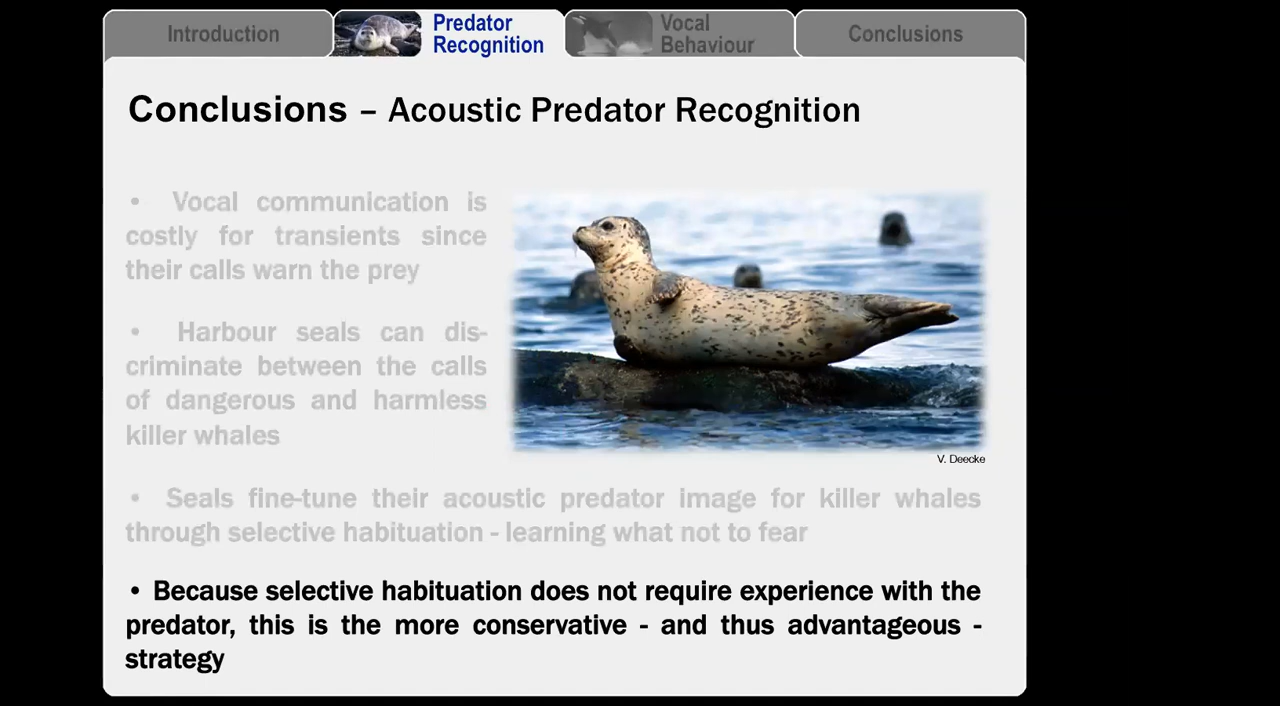 Introduction
Predator
Recognition
Vocal
Behaviour
Conclusions
Conclusions – Acoustic Predator Recognition
• Vocal communication is
costly for transients since
their calls warn the prey
• Harbour seals can dis-
criminate between the calls
of dangerous and harmless
killer whales
V. Deecke
• Seals fine-tune their acoustic predator image for killer whales
through selective habituation - learning what not to fear
• Because selective habituation does not require experience with the
predator, this is the more conservative - and thus advantageous -
strategy